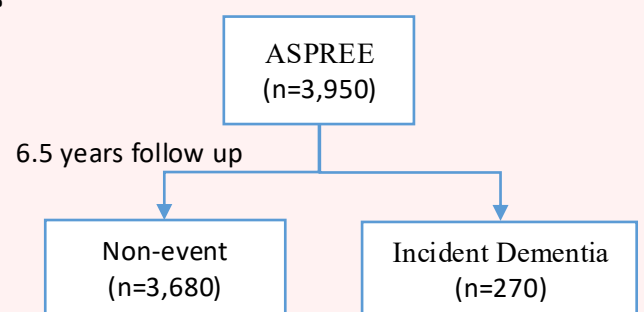 ASPREE
(n=3,950)
6.5 years follow up
Non-event
(n=3,680)
Incident Dementia
(n=270)